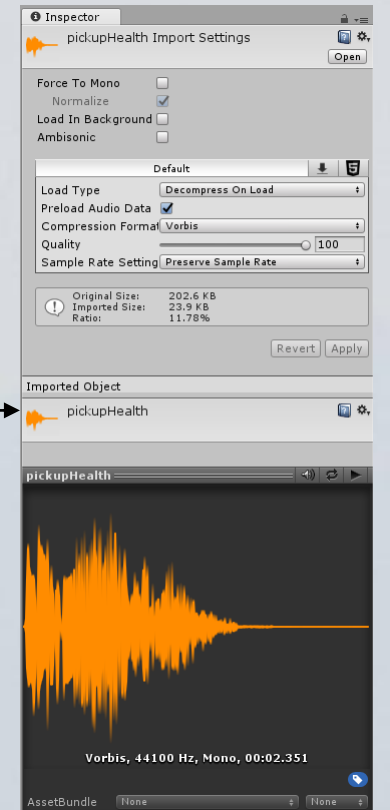 Inspector
pickupHealth Import Settings
Open
Force To Mono
Normalize
Load In Background
Ambisonic
Default
Load Type Decompress On Load
Preload Audio Data
Compression Format Vorbis
Quality 100
Sample Rate Setting Preserve Sample Rate
Original Size: 202.6 KB
Imported Size: 23.9 KB
Ratio: 11.78%
Revert Apply
Imported Object
pickupHealth
pickupHealth
Vorbis, 44100 Hz, Mono, 00:02.351
AssetBundle None None